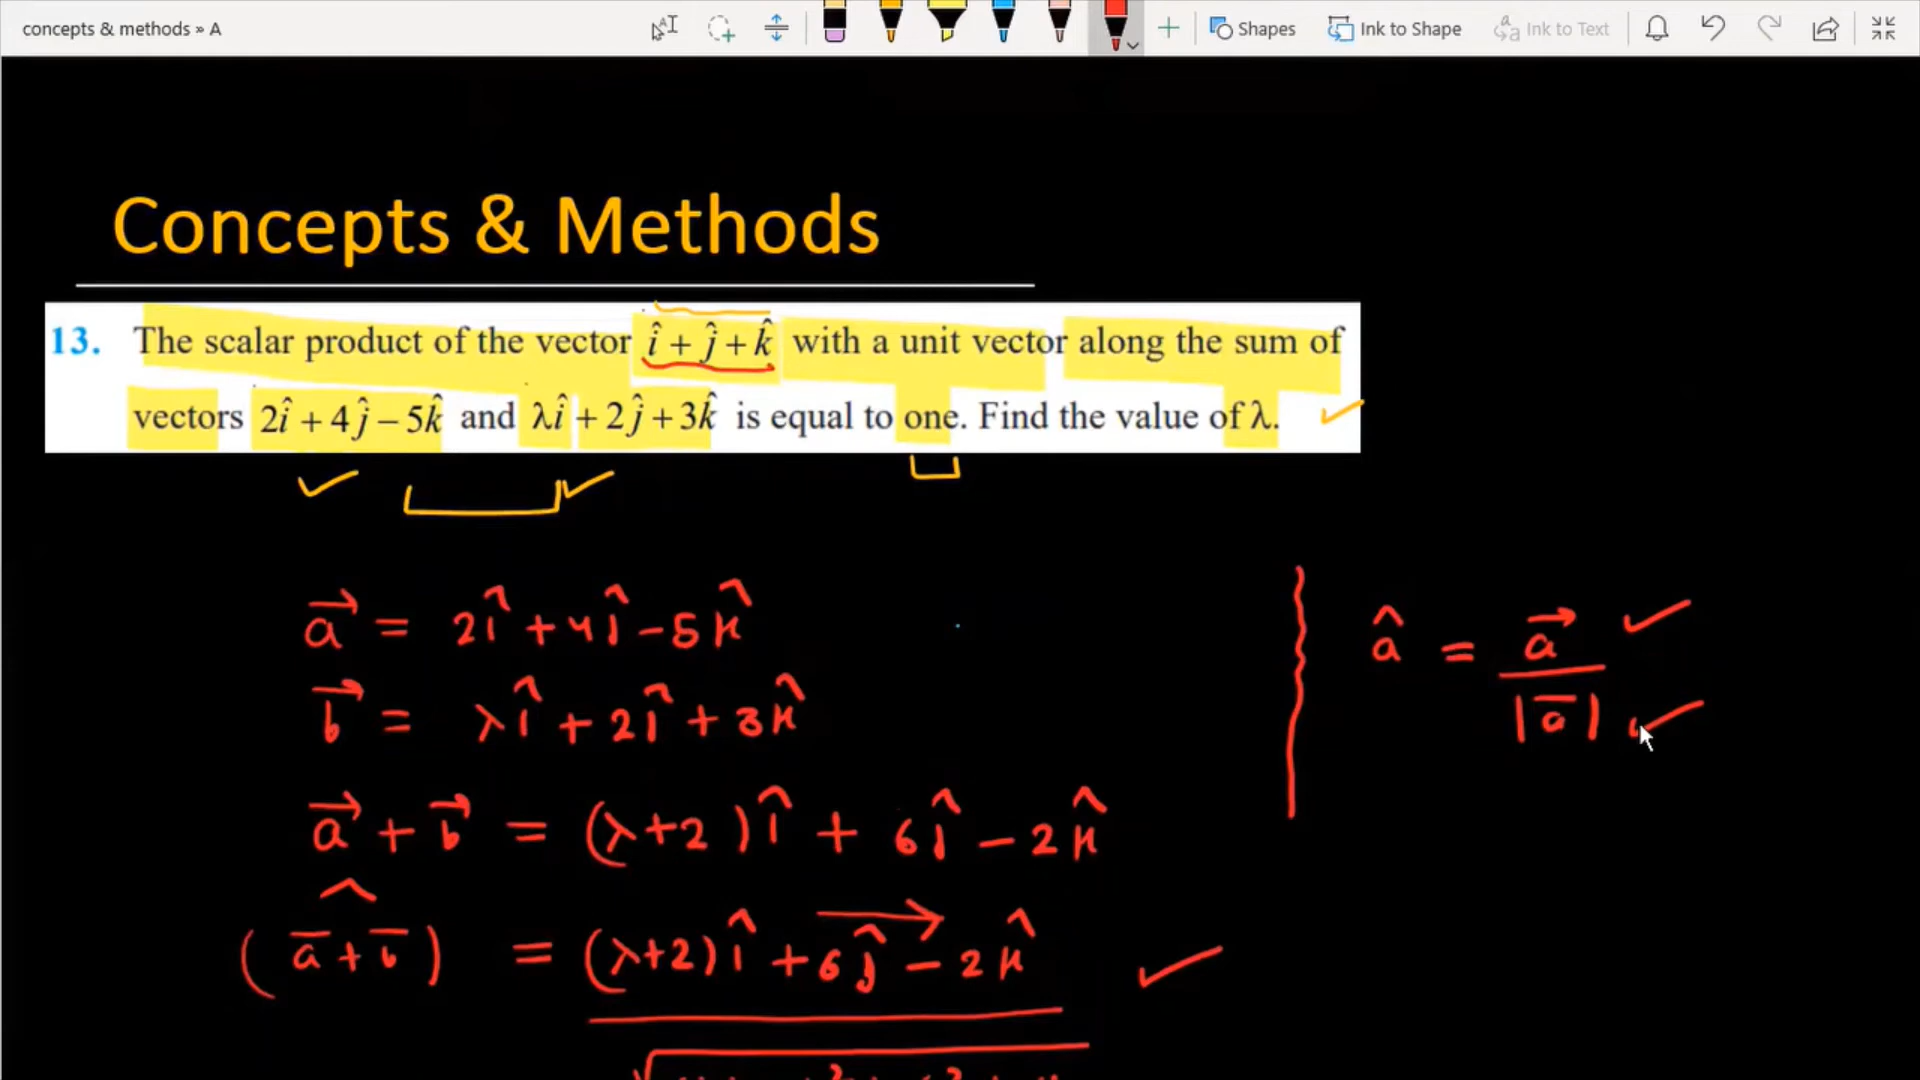 concepts & methods » A
Shapes Ink to Shape Ink to Text
Concepts & Methods
13. The scalar product of the vector î + ĵ + k̂ with a unit vector along the sum of
vectors 2î + 4ĵ − 5k̂ and λî + 2ĵ + 3k̂ is equal to one. Find the value of λ.
a⃗ = 2î + 4ĵ − 5k̂
b⃗ = λî + 2ĵ + 3k̂
a⃗ + b⃗ = (λ+2)î + 6ĵ − 2k̂
(a̅ + b̅) = (λ+2)î + 6ĵ − 2k̂
â = a⃗
|a̅|